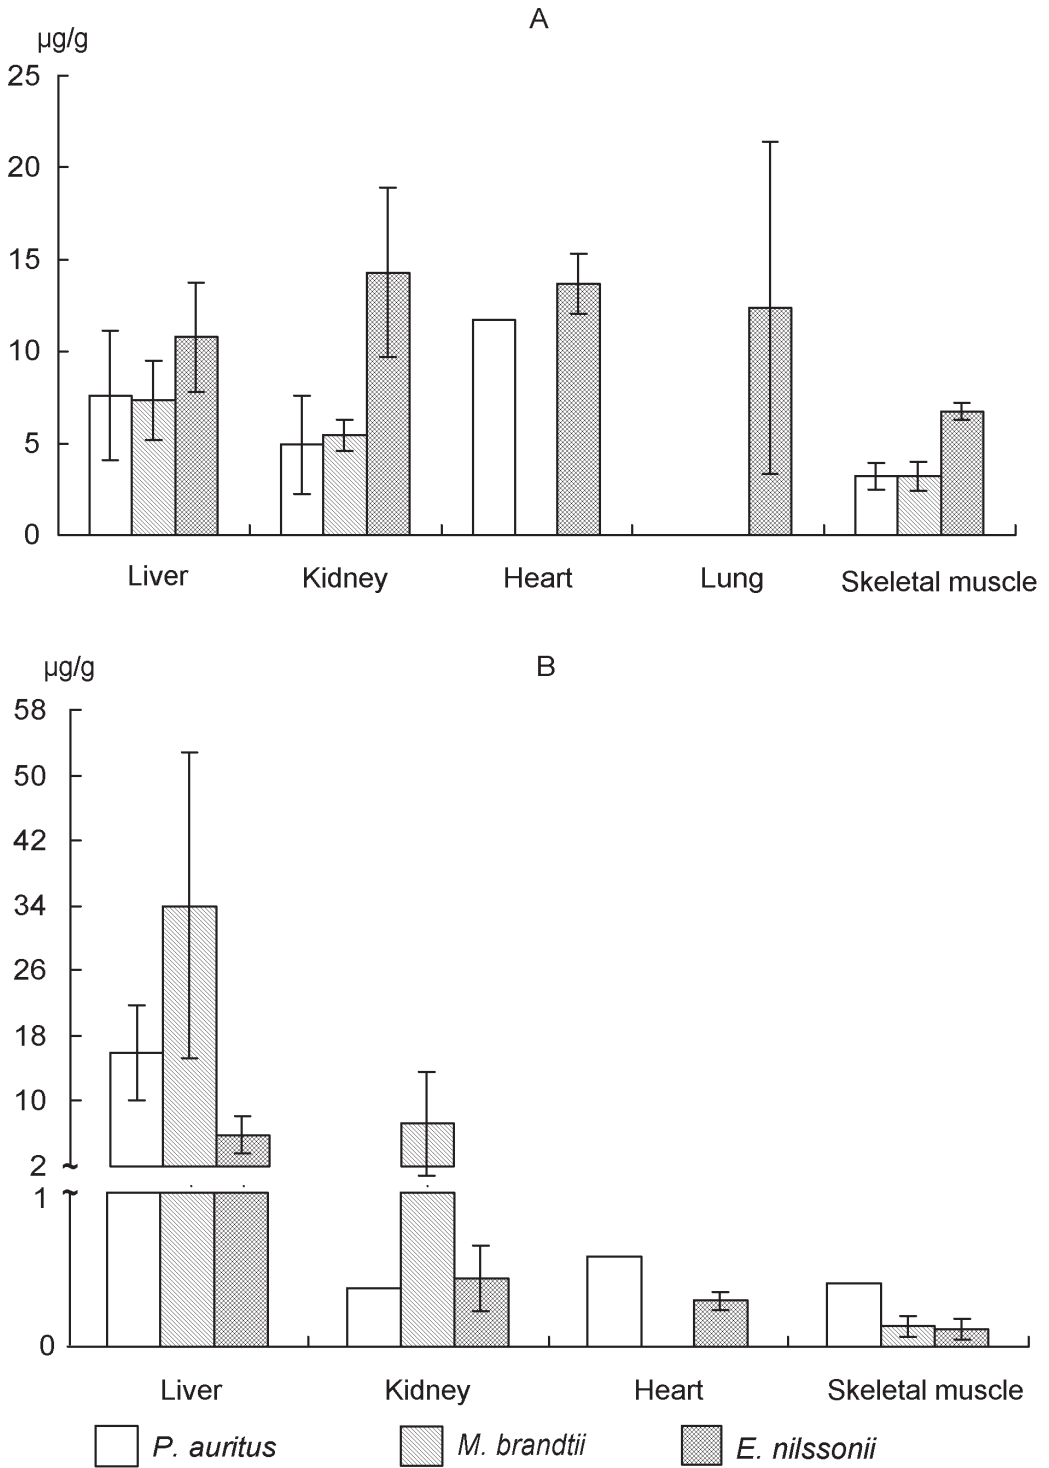 A
µg/g
25
20
15
10
5
0
Liver Kidney Heart Lung Skeletal muscle
B
µg/g
58
50
42
34
26
18
10
2 ~
1 ~
0
Liver Kidney Heart Skeletal muscle
P. auritus M. brandtii E. nilssonii